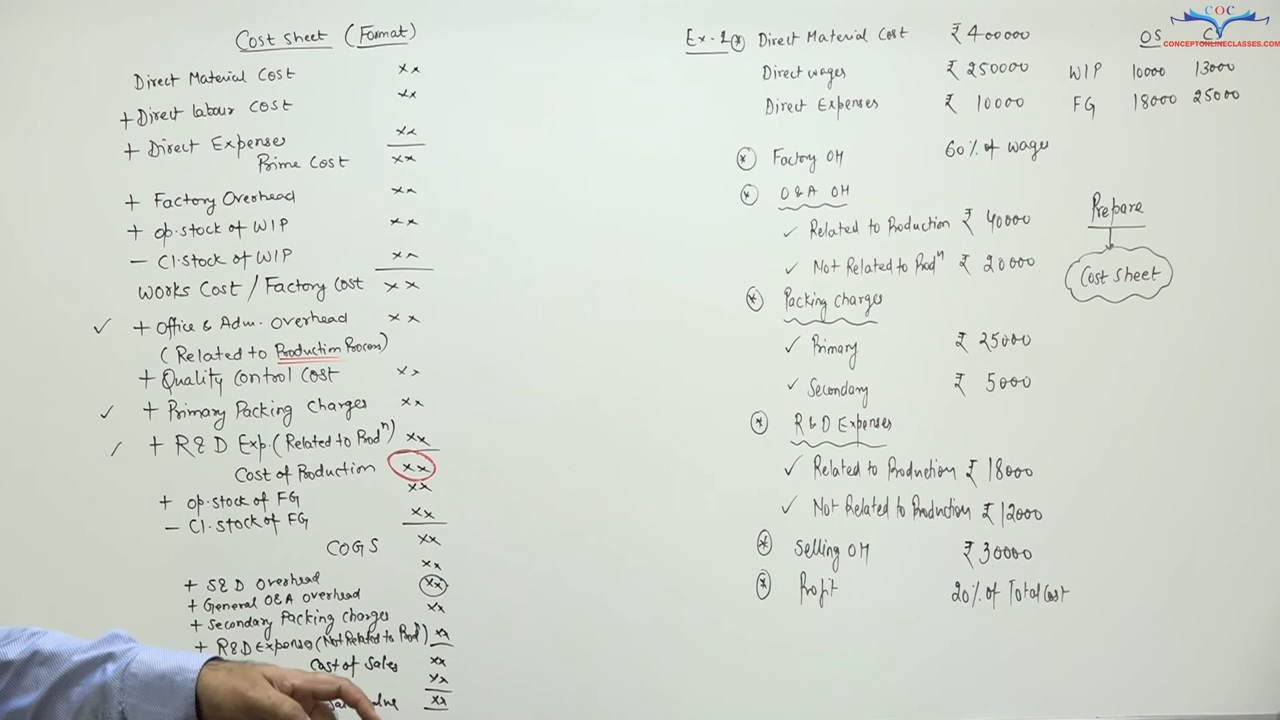 Cost Sheet (Format)
Direct Material Cost xx
+ Direct labour cost xx
+ Direct Expenses xx
Prime Cost xx
+ Factory Overhead xx
+ op.stock of WIP xx
- Cl.stock of WIP xx
Works Cost / Factory Cost xx
✓ + Office & Adm. Overhead xx
(Related to Production Process)
+ Quality Control Cost xx
✓ + Primary Packing Charges xx
+ R&D Exp. (Related to Prodⁿ) xx
Cost of Production xx
+ op.stock of FG xx
- Cl.stock of FG xx
COGS xx
+ S&D Overhead xx
+ General O&A overhead xx
+ Secondary Packing charges xx
+ R&D Expenses (Not Related to Prodⁿ) xx
Cost of Sales xx
xx
xx
Ex-2 * Direct Material Cost ₹ 400000
Direct wages ₹ 250000
Direct Expenses ₹ 10000
OS
WIP 10000 13000
FG 18000 25000
* Factory OH 60% of wages
* O&A OH
✓ Related to Production ₹ 40000
✓ Not Related to Prodⁿ ₹ 20000
* Packing charges
✓ Primary ₹ 25000
✓ Secondary ₹ 5000
* R&D Expenses
✓ Related to Production ₹ 18000
✓ Not Related to Production ₹ 12000
* Selling OH ₹ 30000
* Profit 20% of Total Cost
Prepare
Cost Sheet
COC
CONCEPTONLINECLASSES.COM